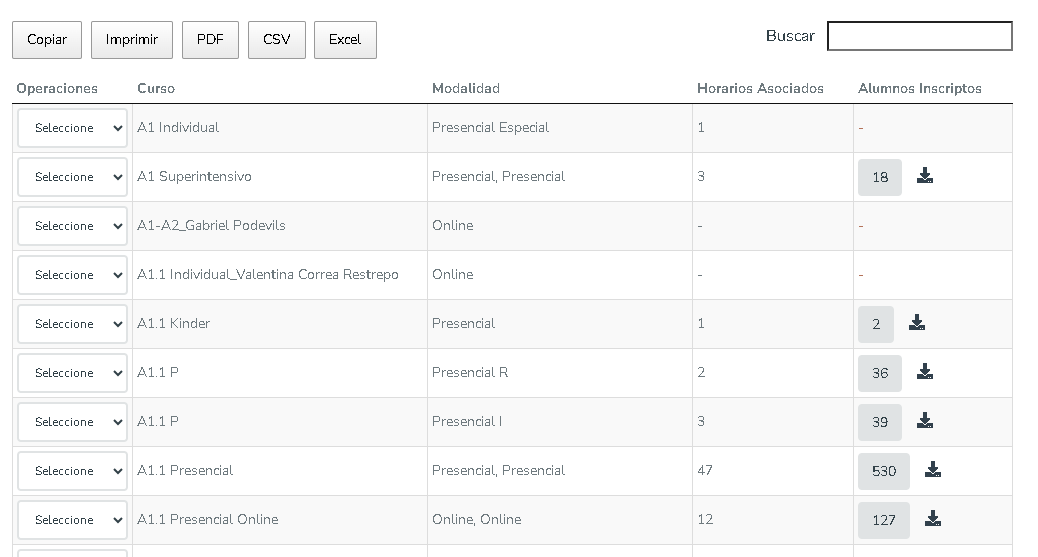 Copiar Imprimir PDF CSV Excel Buscar
Operaciones Curso Modalidad Horarios Asociados Alumnos Inscriptos
Seleccione A1 Individual Presencial Especial 1 -
Seleccione A1 Superintensivo Presencial, Presencial 3 18
Seleccione A1-A2_Gabriel Podevils Online - -
Seleccione A1.1 Individual_Valentina Correa Restrepo Online - -
Seleccione A1.1 Kinder Presencial 1 2
Seleccione A1.1 P Presencial R 2 36
Seleccione A1.1 P Presencial I 3 39
Seleccione A1.1 Presencial Presencial, Presencial 47 530
Seleccione A1.1 Presencial Online Online, Online 12 127